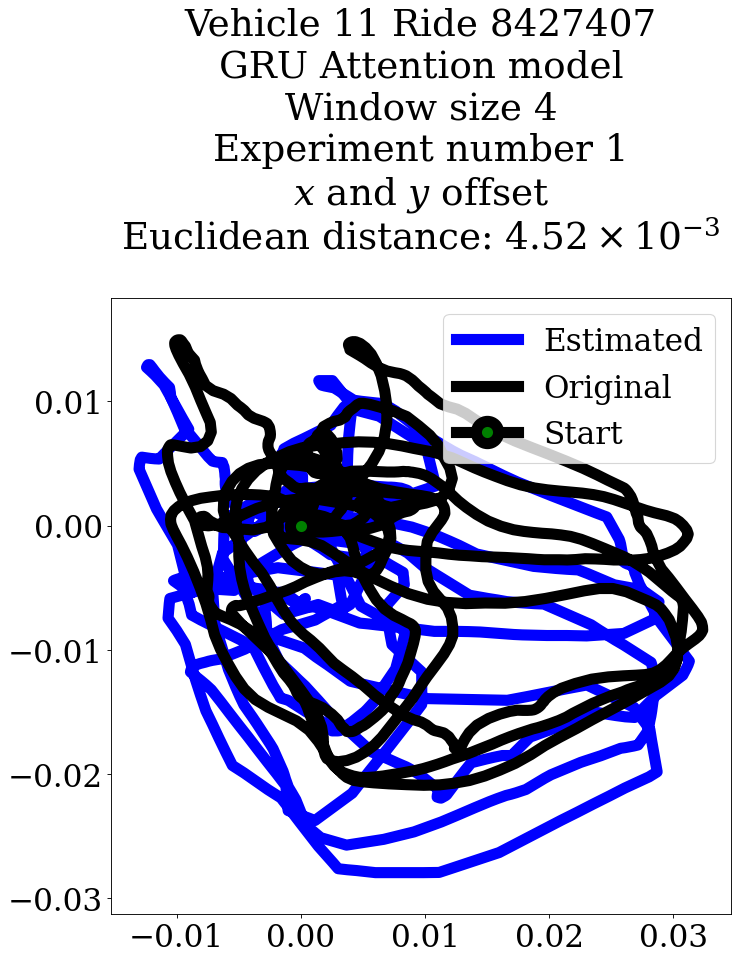 Vehicle 11 Ride 8427407
GRU Attention model
Window size 4
Experiment number 1
x and y offset
Euclidean distance: 4.52 × 10⁻³
Estimated
Original
Start
0.01
0.00
−0.01
−0.02
−0.03
−0.01 0.00 0.01 0.02 0.03